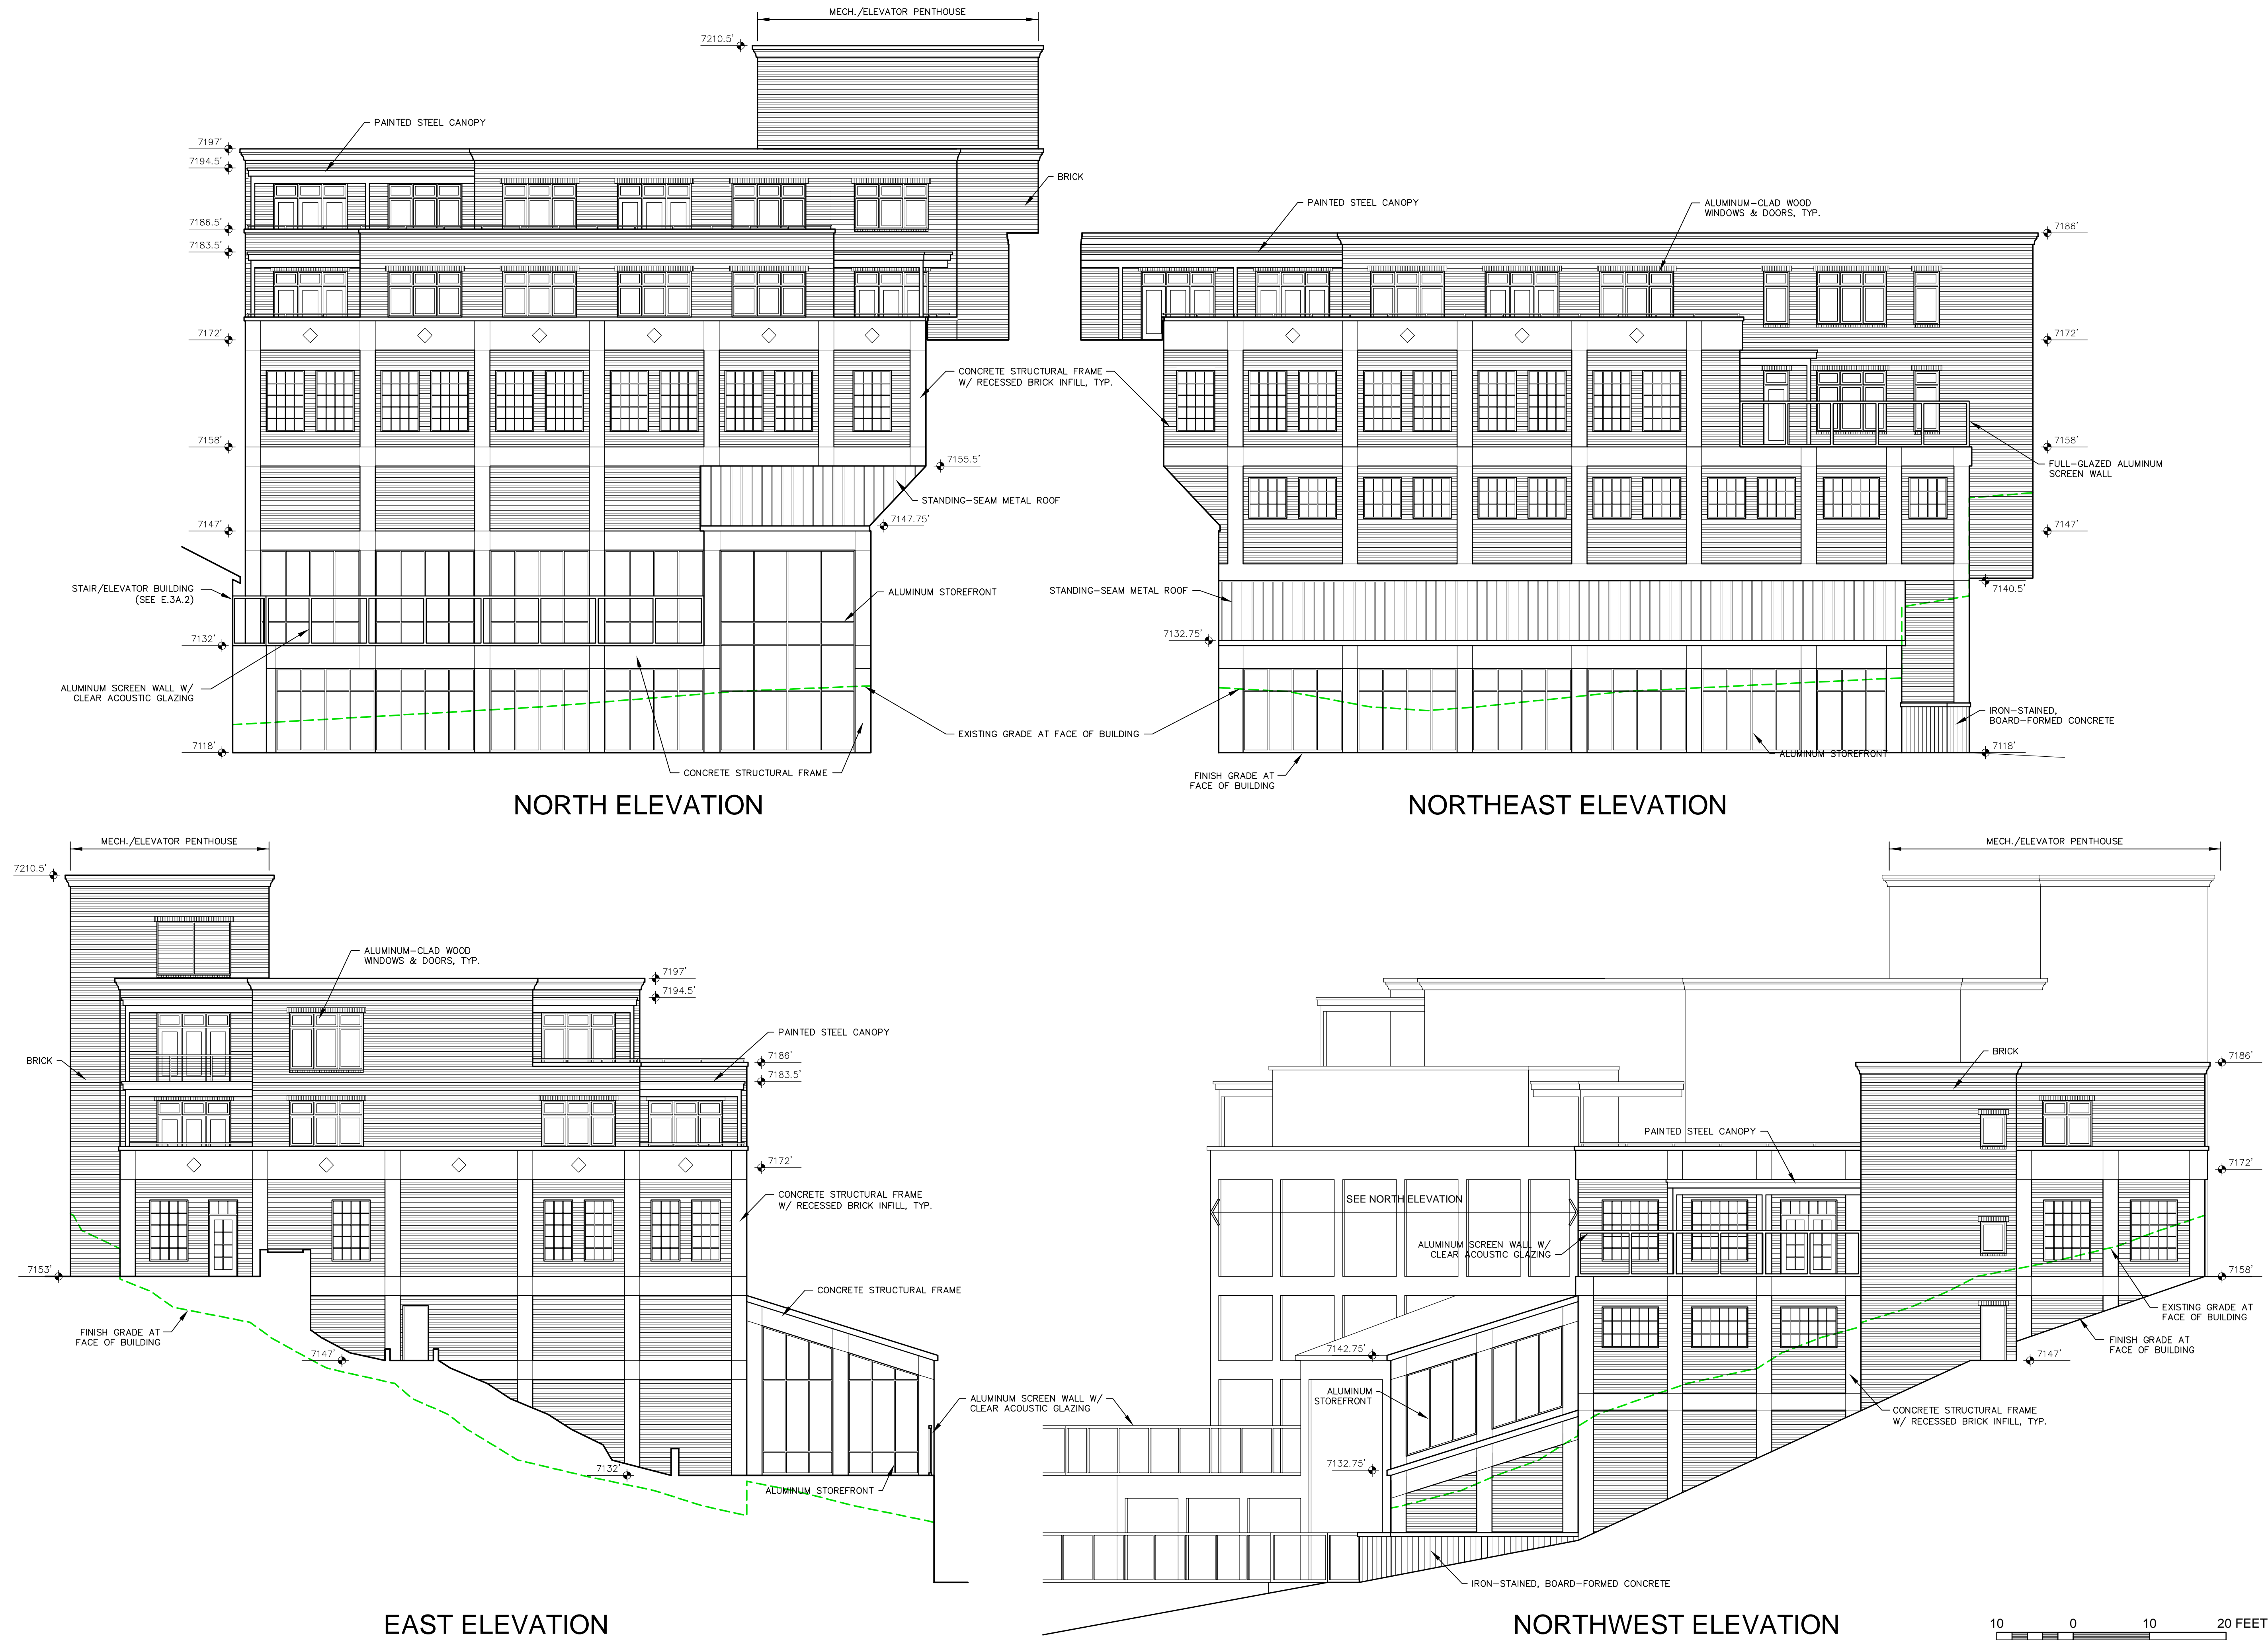 MECH./ELEVATOR PENTHOUSE
7210.5'
PAINTED STEEL CANOPY
7197'
7194.5'
BRICK
7186.5'
7183.5'
7172'
CONCRETE STRUCTURAL FRAME
W/ RECESSED BRICK INFILL, TYP.
7158'
7155.5'
STANDING-SEAM METAL ROOF
7147.75'
7147'
STAIR/ELEVATOR BUILDING
(SEE E.3A.2)
ALUMINUM STOREFRONT
7132'
ALUMINUM SCREEN WALL W/
CLEAR ACOUSTIC GLAZING
EXISTING GRADE AT FACE OF BUILDING
7118'
CONCRETE STRUCTURAL FRAME
NORTH ELEVATION
PAINTED STEEL CANOPY
ALUMINUM-CLAD WOOD
WINDOWS & DOORS, TYP.
7186'
7172'
7158'
FULL-GLAZED ALUMINUM
SCREEN WALL
7147'
STANDING-SEAM METAL ROOF
7140.5'
7132.75'
IRON-STAINED,
BOARD-FORMED CONCRETE
ALUMINUM STOREFRONT
7118'
FINISH GRADE AT
FACE OF BUILDING
NORTHEAST ELEVATION
MECH./ELEVATOR PENTHOUSE
7210.5'
ALUMINUM-CLAD WOOD
WINDOWS & DOORS, TYP.
7197'
7194.5'
PAINTED STEEL CANOPY
BRICK
7186'
7183.5'
7172'
CONCRETE STRUCTURAL FRAME
W/ RECESSED BRICK INFILL, TYP.
7153'
CONCRETE STRUCTURAL FRAME
FINISH GRADE AT
FACE OF BUILDING
7147'
ALUMINUM SCREEN WALL W/
CLEAR ACOUSTIC GLAZING
7132'
ALUMINUM STOREFRONT
EAST ELEVATION
MECH./ELEVATOR PENTHOUSE
BRICK
7186'
PAINTED STEEL CANOPY
7172'
SEE NORTH ELEVATION
ALUMINUM SCREEN WALL W/
CLEAR ACOUSTIC GLAZING
7158'
EXISTING GRADE AT
FACE OF BUILDING
FINISH GRADE AT
FACE OF BUILDING
7142.75'
7147'
ALUMINUM
STOREFRONT
CONCRETE STRUCTURAL FRAME
W/ RECESSED BRICK INFILL, TYP.
7132.75'
IRON-STAINED, BOARD-FORMED CONCRETE
NORTHWEST ELEVATION
10 0 10 20 FEET